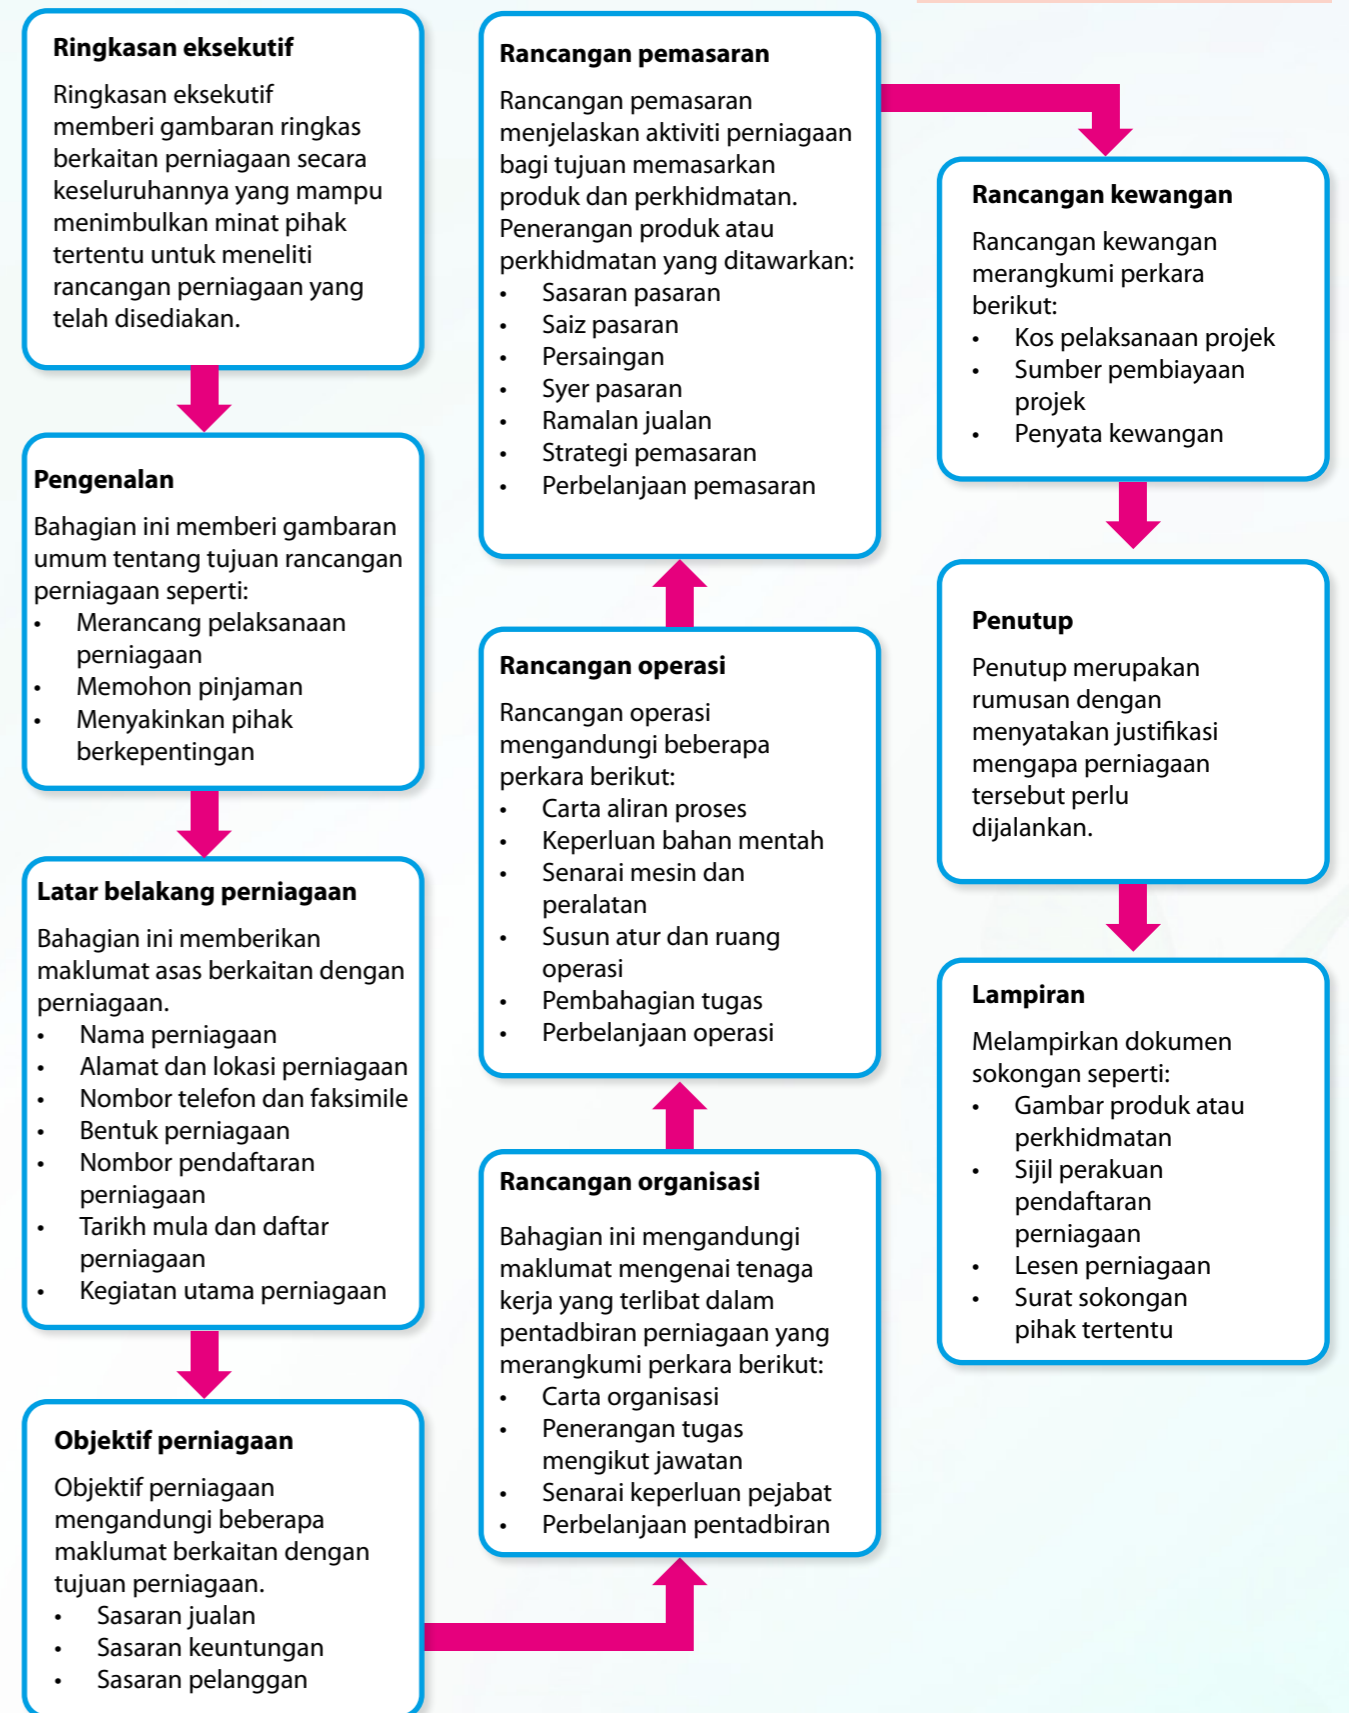 Ringkasan eksekutif
Ringkasan eksekutif
memberi gambaran ringkas
berkaitan perniagaan secara
keseluruhannya yang mampu
menimbulkan minat pihak
tertentu untuk meneliti
rancangan perniagaan yang
telah disediakan.
Pengenalan
Bahagian ini memberi gambaran
umum tentang tujuan rancangan
perniagaan seperti:
• Merancang pelaksanaan
perniagaan
• Memohon pinjaman
• Menyakinkan pihak
berkepentingan
Latar belakang perniagaan
Bahagian ini memberikan
maklumat asas berkaitan dengan
perniagaan.
• Nama perniagaan
• Alamat dan lokasi perniagaan
• Nombor telefon dan faksimile
• Bentuk perniagaan
• Nombor pendaftaran
perniagaan
• Tarikh mula dan daftar
perniagaan
• Kegiatan utama perniagaan
Objektif perniagaan
Objektif perniagaan
mengandungi beberapa
maklumat berkaitan dengan
tujuan perniagaan.
• Sasaran jualan
• Sasaran keuntungan
• Sasaran pelanggan
Rancangan organisasi
Bahagian ini mengandungi
maklumat mengenai tenaga
kerja yang terlibat dalam
pentadbiran perniagaan yang
merangkumi perkara berikut:
• Carta organisasi
• Penerangan tugas
mengikut jawatan
• Senarai keperluan pejabat
• Perbelanjaan pentadbiran
Rancangan operasi
Rancangan operasi
mengandungi beberapa
perkara berikut:
• Carta aliran proses
• Keperluan bahan mentah
• Senarai mesin dan
peralatan
• Susun atur dan ruang
operasi
• Pembahagian tugas
• Perbelanjaan operasi
Rancangan pemasaran
Rancangan pemasaran
menjelaskan aktiviti perniagaan
bagi tujuan memasarkan
produk dan perkhidmatan.
Penerangan produk atau
perkhidmatan yang ditawarkan:
• Sasaran pasaran
• Saiz pasaran
• Persaingan
• Syer pasaran
• Ramalan jualan
• Strategi pemasaran
• Perbelanjaan pemasaran
Rancangan kewangan
Rancangan kewangan
merangkumi perkara
berikut:
• Kos pelaksanaan projek
• Sumber pembiayaan
projek
• Penyata kewangan
Penutup
Penutup merupakan
rumusan dengan
menyatakan justifikasi
mengapa perniagaan
tersebut perlu
dijalankan.
Lampiran
Melampirkan dokumen
sokongan seperti:
• Gambar produk atau
perkhidmatan
• Sijil perakuan
pendaftaran
perniagaan
• Lesen perniagaan
• Surat sokongan
pihak tertentu